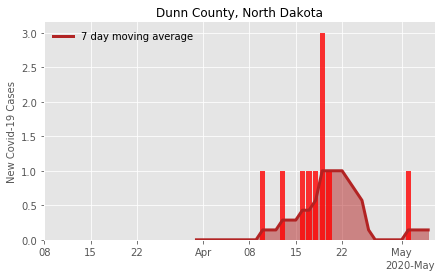 Dunn County, North Dakota
7 day moving average
New Covid-19 Cases
3.0
2.5
2.0
1.5
1.0
0.5
0.0
08 15 22 Apr 08 15 22 May
2020-May